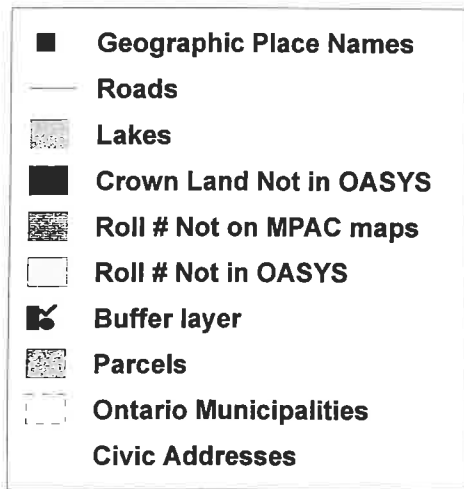 Geographic Place Names
Roads
Lakes
Crown Land Not in OASYS
Roll # Not on MPAC maps
Roll # Not in OASYS
Buffer layer
Parcels
Ontario Municipalities
Civic Addresses